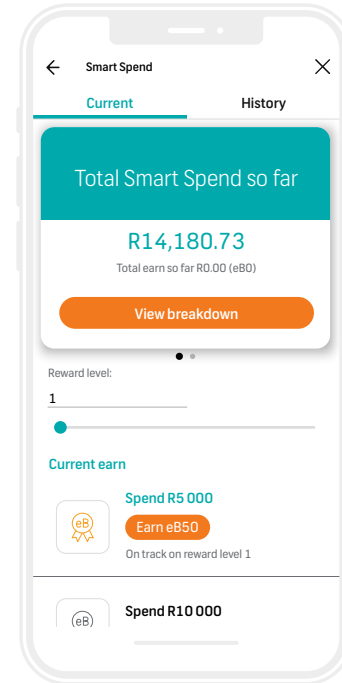 Smart Spend
Current History
Total Smart Spend so far
R14,180.73
Total earn so far R0.00 (eB0)
View breakdown
Reward level:
1
Current earn
Spend R5 000
eB
Earn eB50
On track on reward level 1
Spend R10 000
eB